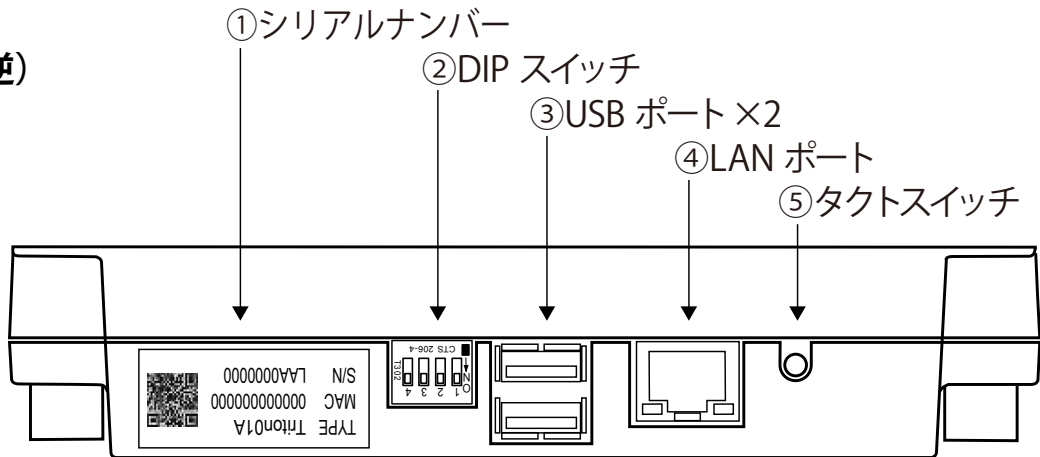 ①シリアルナンバー
逆)
②DIP スイッチ
③USB ポート ×2
④LAN ポート
⑤タクトスイッチ
TYPE Triton01A
MAC 000000000000
S/N LAA0000000
CTS 206-4
T302
ON
1 2 3 4